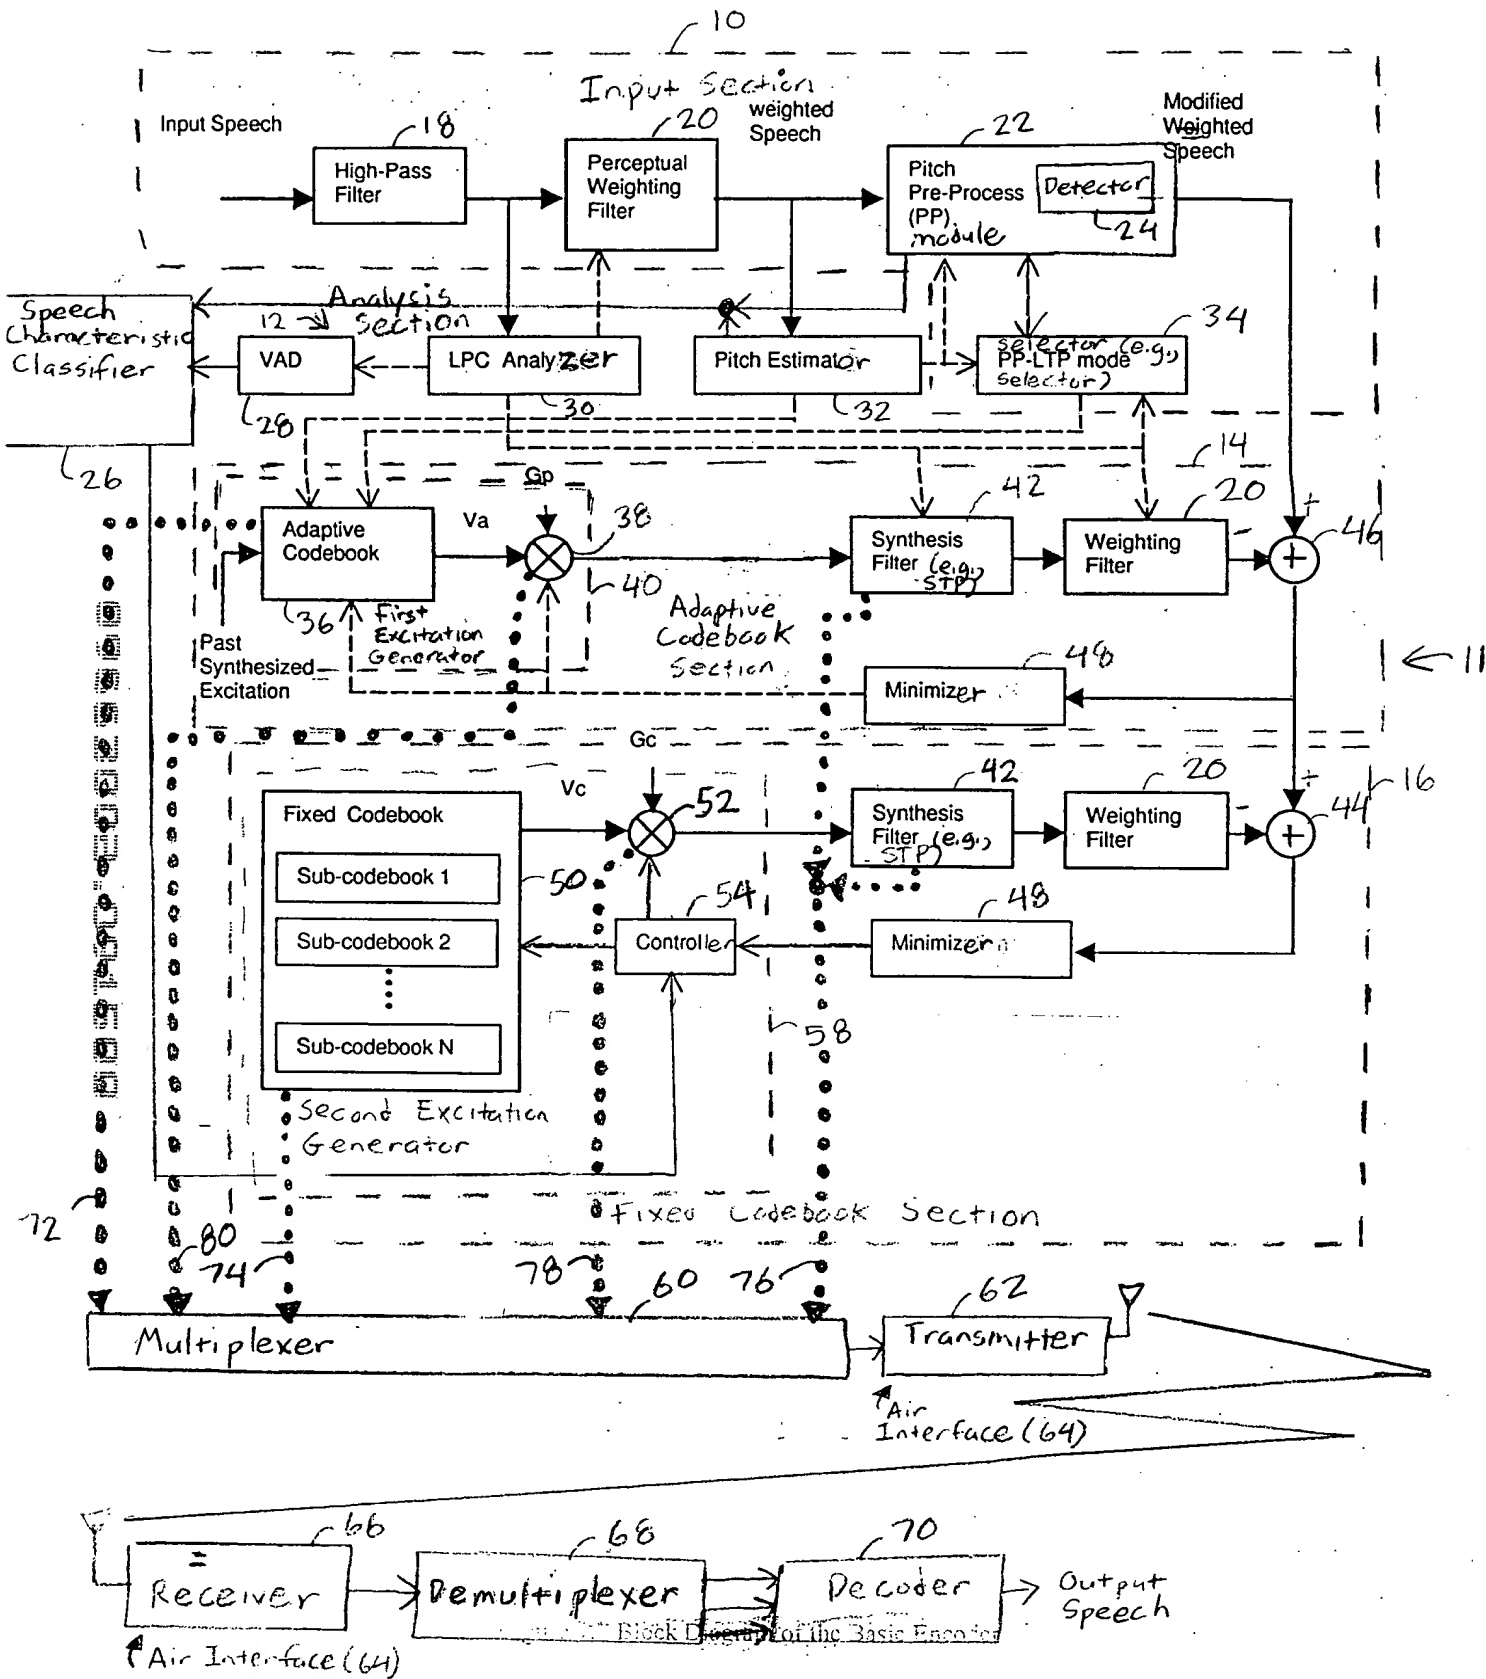 10
Input Section
Input Speech
18
20
weighted
Speech
22
Modified
Weighted
Speech
High-Pass
Filter
Perceptual
Weighting
Filter
Pitch
Pre-Process
(PP)
module
Detector
24
Speech
Characteristic
Classifier
Analysis
Section
12
VAD
LPC Analyzer
Pitch Estimator
selector (e.g.,
PP-LTP mode
selector)
34
28
30
32
26
14
Gp
Adaptive
Codebook
Va
38
42
20
Synthesis
Filter (e.g.,
STP)
Weighting
Filter
-
+
+
46
40
36
First
Excitation
Generator
Adaptive
Codebook
Section
Past
Synthesized
Excitation
48
Minimizer
11
Gc
Vc
52
42
20
16
Fixed Codebook
Synthesis
Filter (e.g.,
STP)
Weighting
Filter
-
+
+
44
Sub-codebook 1
50
54
48
Sub-codebook 2
Controller
Minimizer
58
Sub-codebook N
Second Excitation
Generator
Fixed Codebook Section
72
80
74
78
60
76
62
Multiplexer
Transmitter
Air
Interface (64)
66
68
70
Receiver
Demultiplexer
Decoder
Output
Speech
Block Diagram of the Basic Encoder
Air Interface (64)